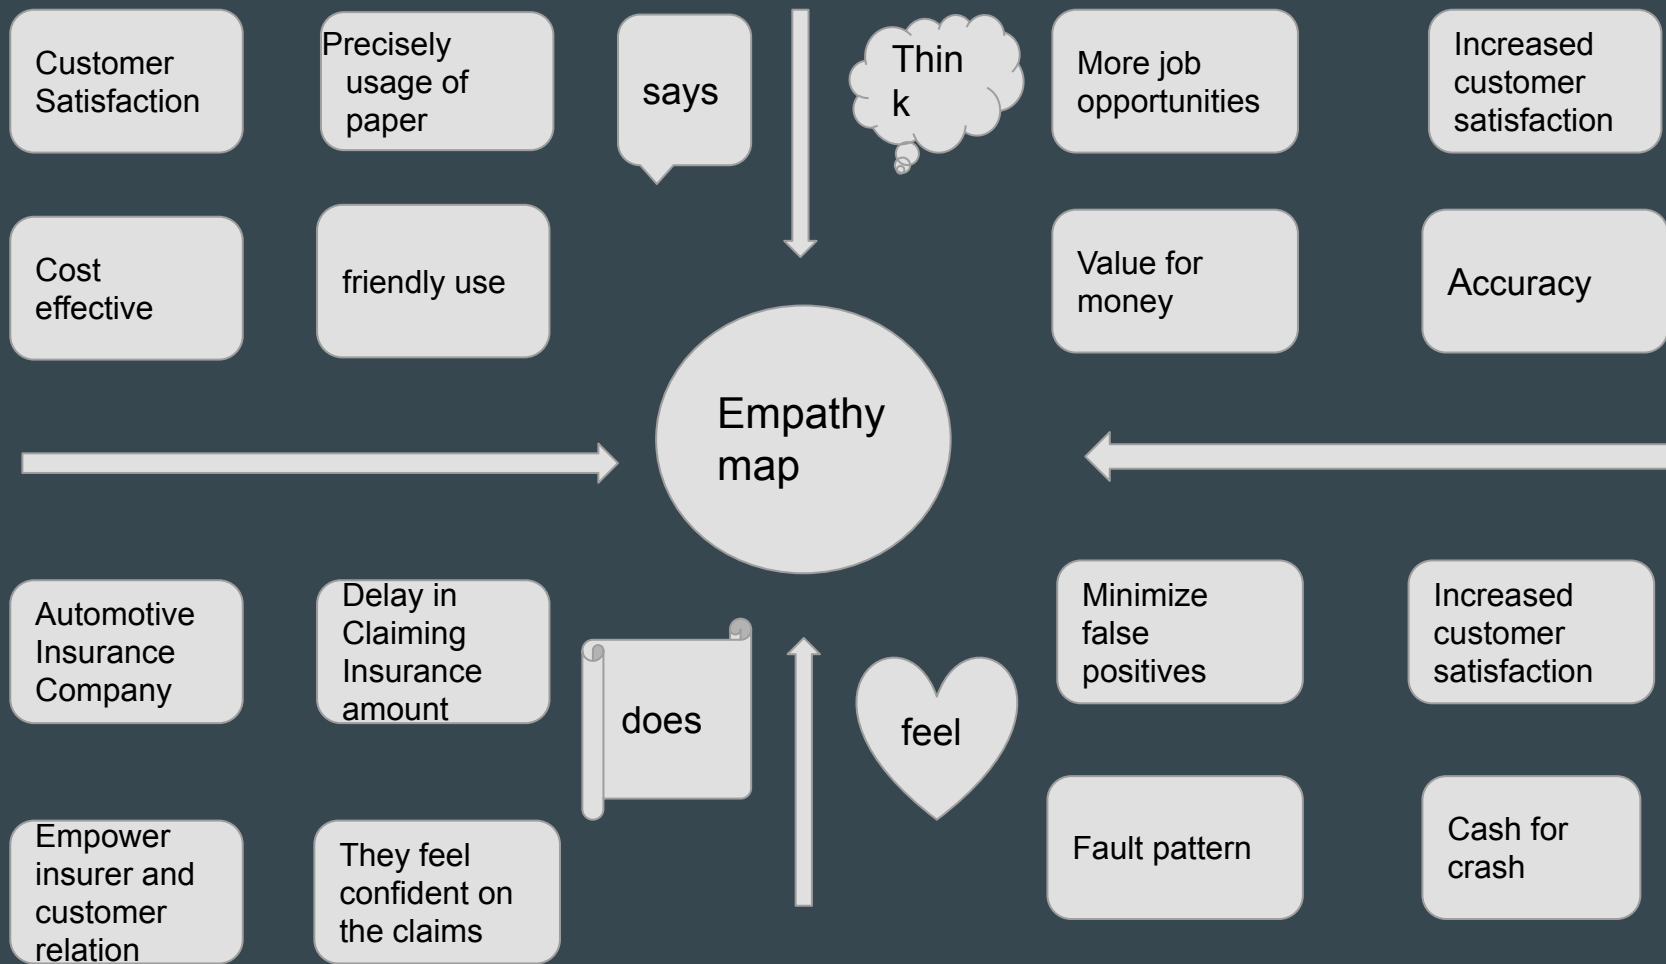 Customer
Satisfaction
Precisely
usage of
paper
says
Thin
k
More job
opportunities
Increased
customer
satisfaction
Cost
effective
friendly use
Value for
money
Accuracy
Empathy
map
Automotive
Insurance
Company
Delay in
Claiming
Insurance
amount
does
feel
Minimize
false
positives
Increased
customer
satisfaction
Empower
insurer and
customer
relation
They feel
confident on
the claims
Fault pattern
Cash for
crash